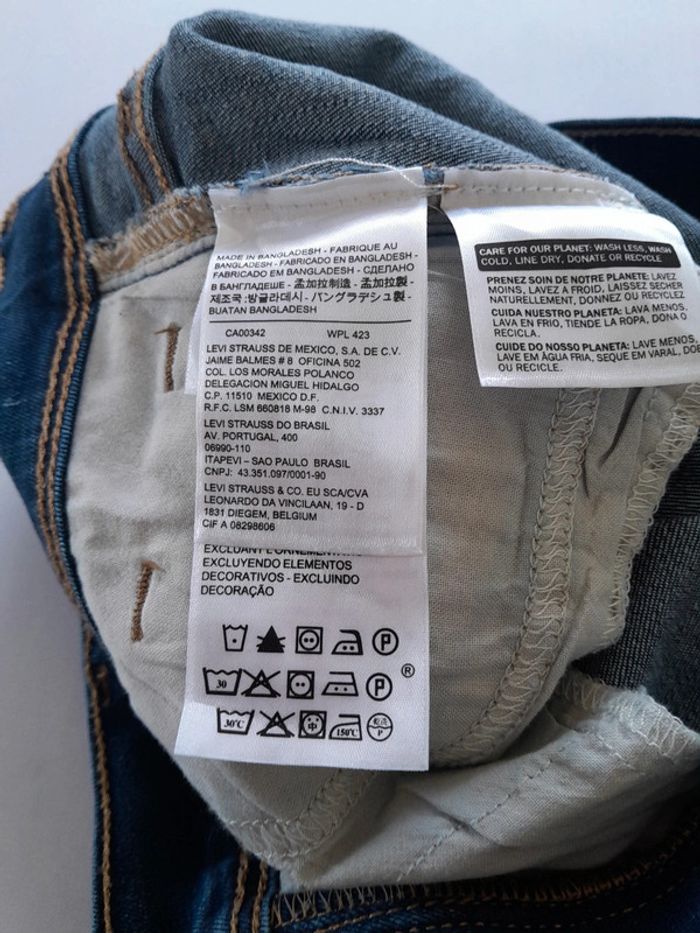 MADE IN BANGLADESH - FABRIQUE AU
BANGLADESH - FABRICADO EN BANGLADESH -
FABRICADO EM BANGLADESH - СДЕЛАНО
В БАНГЛАДЕШЕ - 孟加拉制造 - 孟加拉製 -
제조국 :방글라데시 - バングラデシュ製 -
BUATAN BANGLADESH
CA00342 WPL 423
LEVI STRAUSS DE MEXICO, S.A. DE C.V.
JAIME BALMES # 8 OFICINA 502
COL. LOS MORALES POLANCO
DELEGACION MIGUEL HIDALGO
C.P. 11510 MEXICO D.F.
R.F.C. LSM 660818 M-98 C.N.I.V. 3337
LEVI STRAUSS DO BRASIL
AV. PORTUGAL, 400
06990-110
ITAPEVI – SAO PAULO BRASIL
CNPJ: 43.351.097/0001-90
LEVI STRAUSS & CO. EU SCA/CVA
LEONARDO DA VINCILAAN, 19 - D
1831 DIEGEM, BELGIUM
CIF A 08298606
EXCLUANT L'ORNEMENTATION
EXCLUYENDO ELEMENTOS
DECORATIVOS - EXCLUINDO
DECORAÇÃO
P
30 P ®
30°C 中 150°C P
CARE FOR OUR PLANET: WASH LESS, WASH
COLD, LINE DRY, DONATE OR RECYCLE
PRENEZ SOIN DE NOTRE PLANETE: LAVEZ
MOINS, LAVEZ A FROID, LAISSEZ SECHER
NATURELLEMENT, DONNEZ OU RECYCLEZ
CUIDA NUESTRO PLANETA: LAVA MENOS,
LAVA EN FRIO, TIENDE LA ROPA, DONA O
RECICLA.
CUIDE DO NOSSO PLANETA: LAVE MENOS,
LAVE EM ÁGUA FRIA, SEQUE EM VARAL, DOE
OU RECICLE.